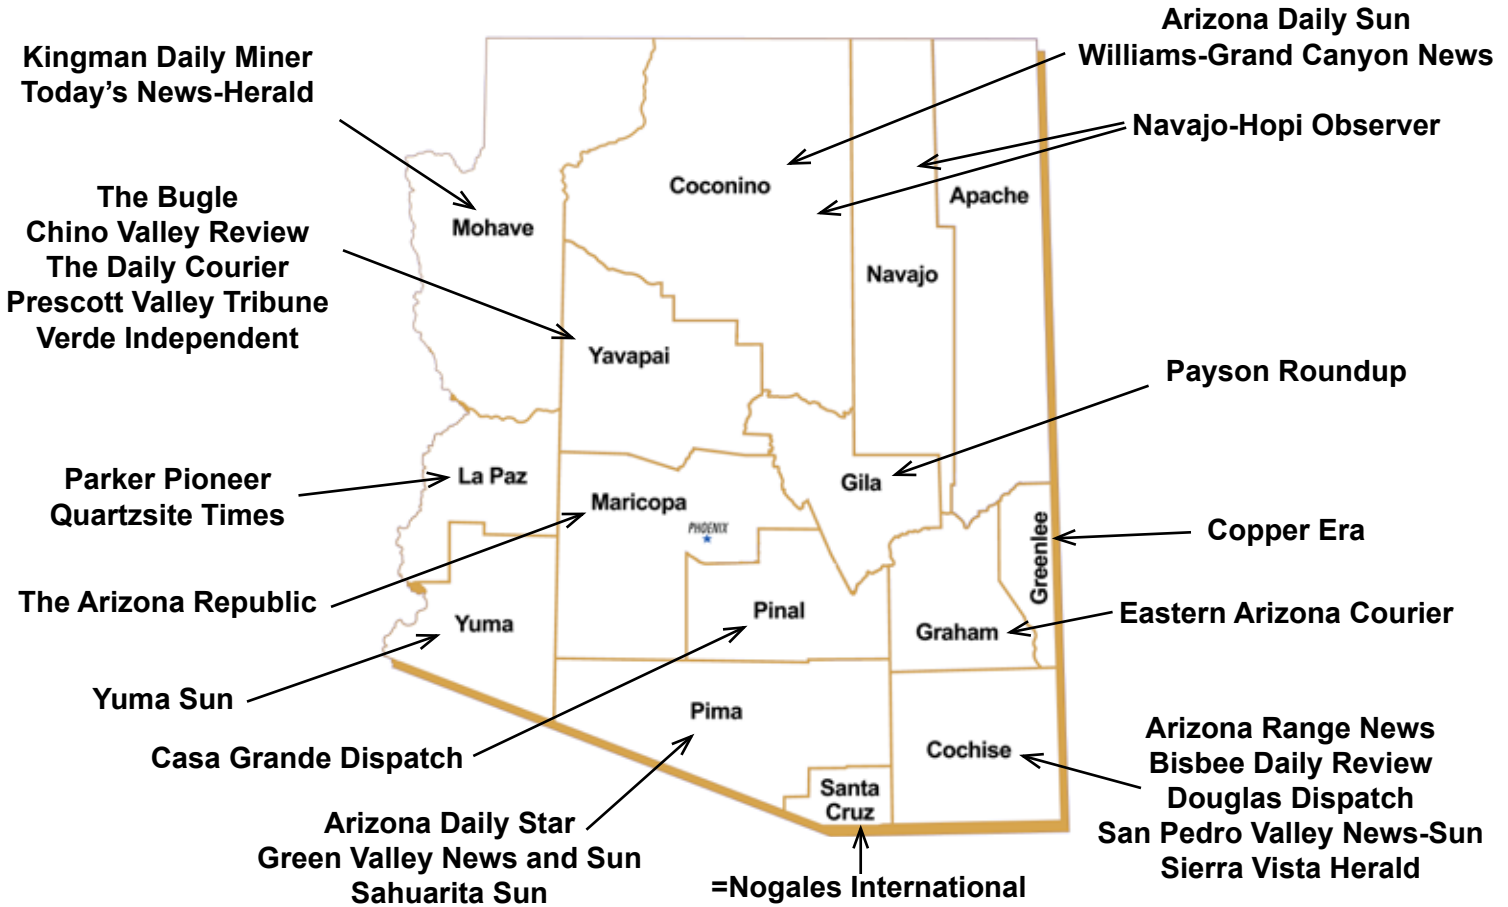 Arizona Daily Sun
Williams-Grand Canyon News
Kingman Daily Miner
Today's News-Herald
Navajo-Hopi Observer
The Bugle
Chino Valley Review
The Daily Courier
Prescott Valley Tribune
Verde Independent
Coconino
Apache
Mohave
Navajo
Yavapai
Payson Roundup
Parker Pioneer
Quartzsite Times
La Paz
Gila
Maricopa
PHOENIX
Copper Era
Greenlee
The Arizona Republic
Yuma
Pinal
Graham
Eastern Arizona Courier
Yuma Sun
Pima
Casa Grande Dispatch
Cochise
Arizona Range News
Bisbee Daily Review
Douglas Dispatch
San Pedro Valley News-Sun
Sierra Vista Herald
Santa
Cruz
Arizona Daily Star
Green Valley News and Sun
Sahuarita Sun
=Nogales International